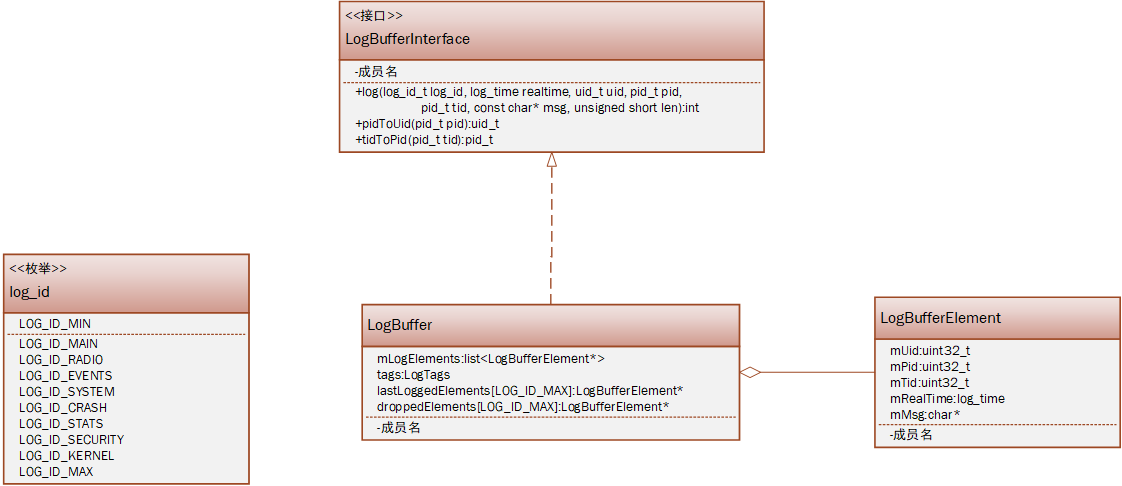 <<接口>>
LogBufferInterface
-成员名
+log(log_id_t log_id, log_time realtime, uid_t uid, pid_t pid,
pid_t tid, const char* msg, unsigned short len):int
+pidToUid(pid_t pid):uid_t
+tidToPid(pid_t tid):pid_t
<<枚举>>
log_id
LOG_ID_MIN
LOG_ID_MAIN
LOG_ID_RADIO
LOG_ID_EVENTS
LOG_ID_SYSTEM
LOG_ID_CRASH
LOG_ID_STATS
LOG_ID_SECURITY
LOG_ID_KERNEL
LOG_ID_MAX
LogBuffer
mLogElements:list<LogBufferElement*>
tags:LogTags
lastLoggedElements[LOG_ID_MAX]:LogBufferElement*
droppedElements[LOG_ID_MAX]:LogBufferElement*
-成员名
LogBufferElement
mUid:uint32_t
mPid:uint32_t
mTid:uint32_t
mRealTime:log_time
mMsg:char*
-成员名